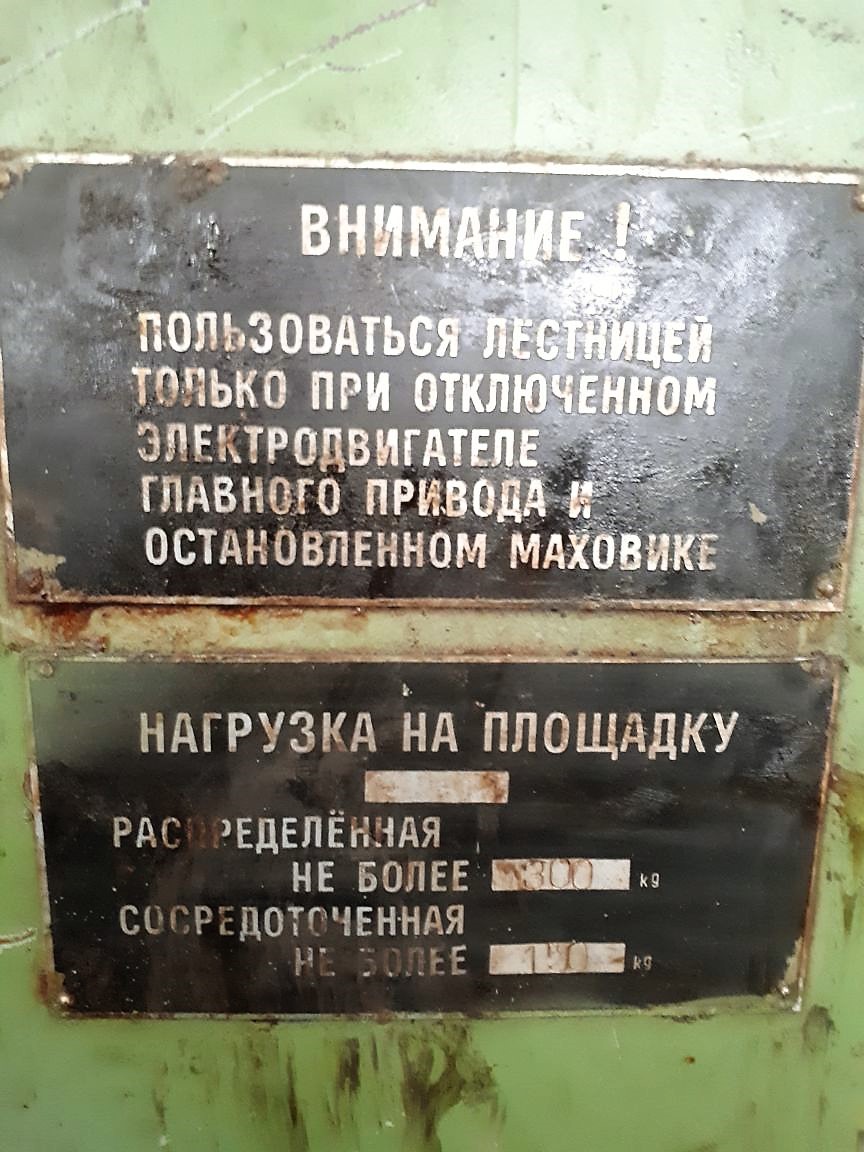 ВНИМАНИЕ !
ПОЛЬЗОВАТЬСЯ ЛЕСТНИЦЕЙ
ТОЛЬКО ПРИ ОТКЛЮЧЕННОМ
ЭЛЕКТРОДВИГАТЕЛЕ
ГЛАВНОГО ПРИВОДА И
ОСТАНОВЛЕННОМ МАХОВИКЕ
НАГРУЗКА НА ПЛОЩАДКУ
РАСПРЕДЕЛЁННАЯ
НЕ БОЛЕЕ 300 kg
СОСРЕДОТОЧЕННАЯ
НЕ БОЛЕЕ kg